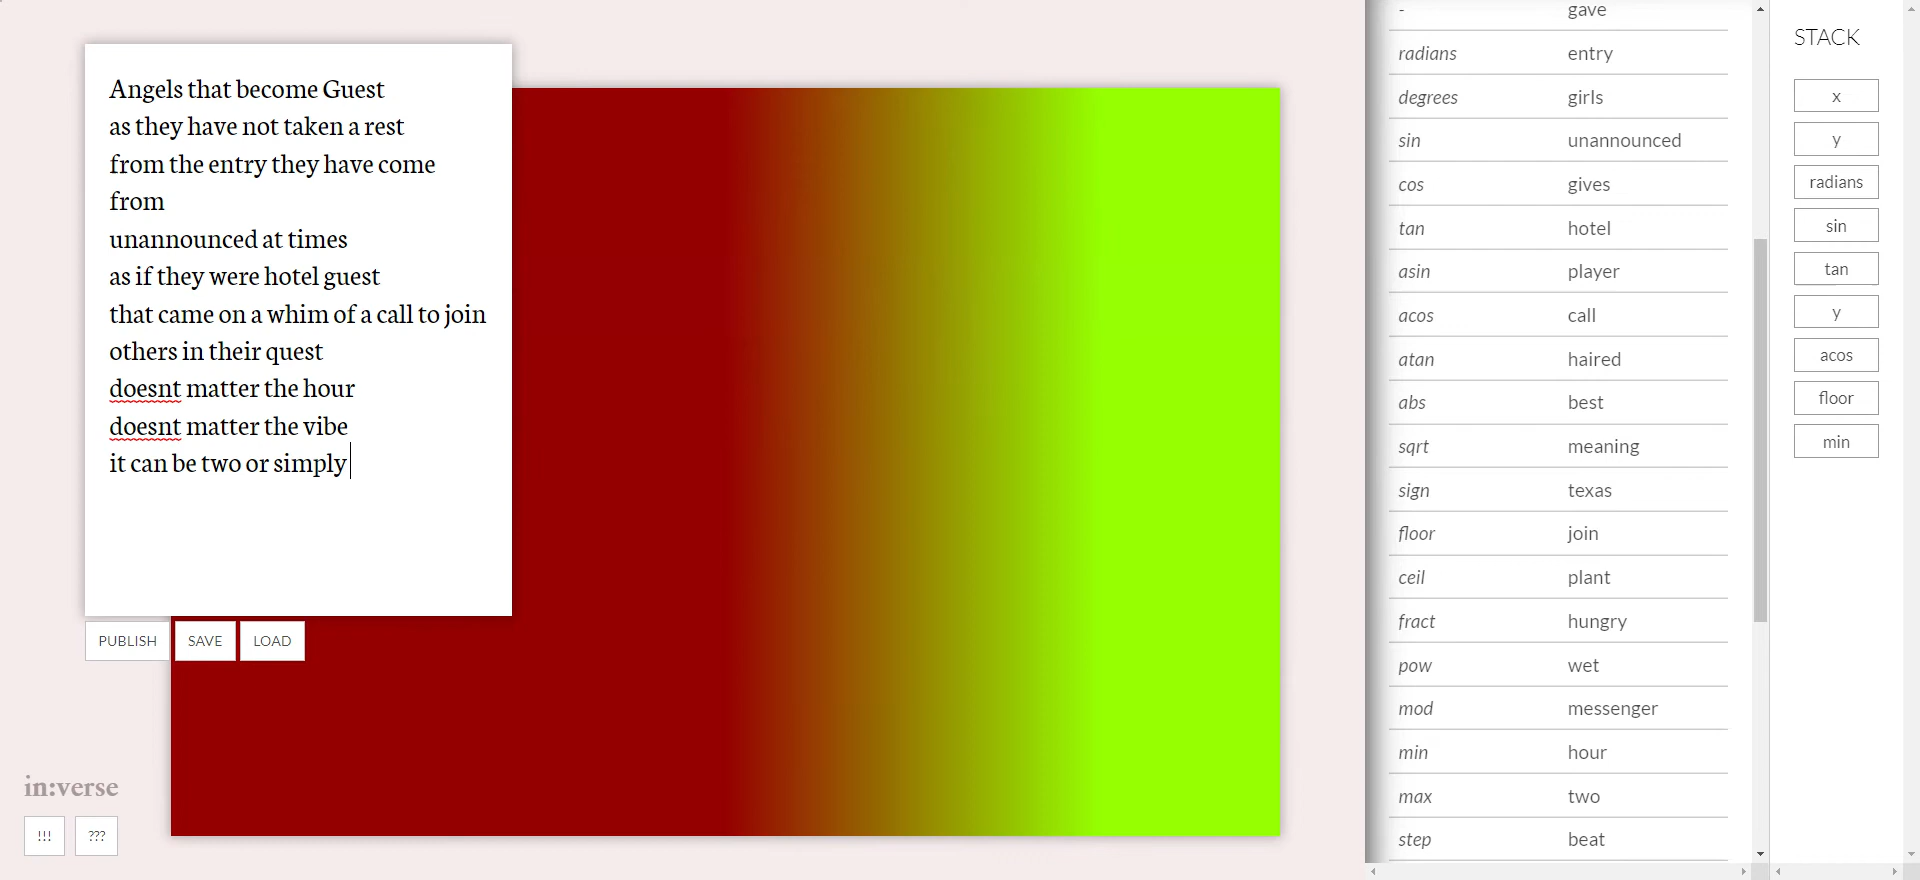 Angels that become Guest
as they have not taken a rest
from the entry they have come
from
unannounced at times
as if they were hotel guest
that came on a whim of a call to join
others in their quest
doesnt matter the hour
doesnt matter the vibe
it can be two or simply
PUBLISH SAVE LOAD
in:verse
!!! ???
- gave
radians entry
degrees girls
sin unannounced
cos gives
tan hotel
asin player
acos call
atan haired
abs best
sqrt meaning
sign texas
floor join
ceil plant
fract hungry
pow wet
mod messenger
min hour
max two
step beat
STACK
x
y
radians
sin
tan
y
acos
floor
min